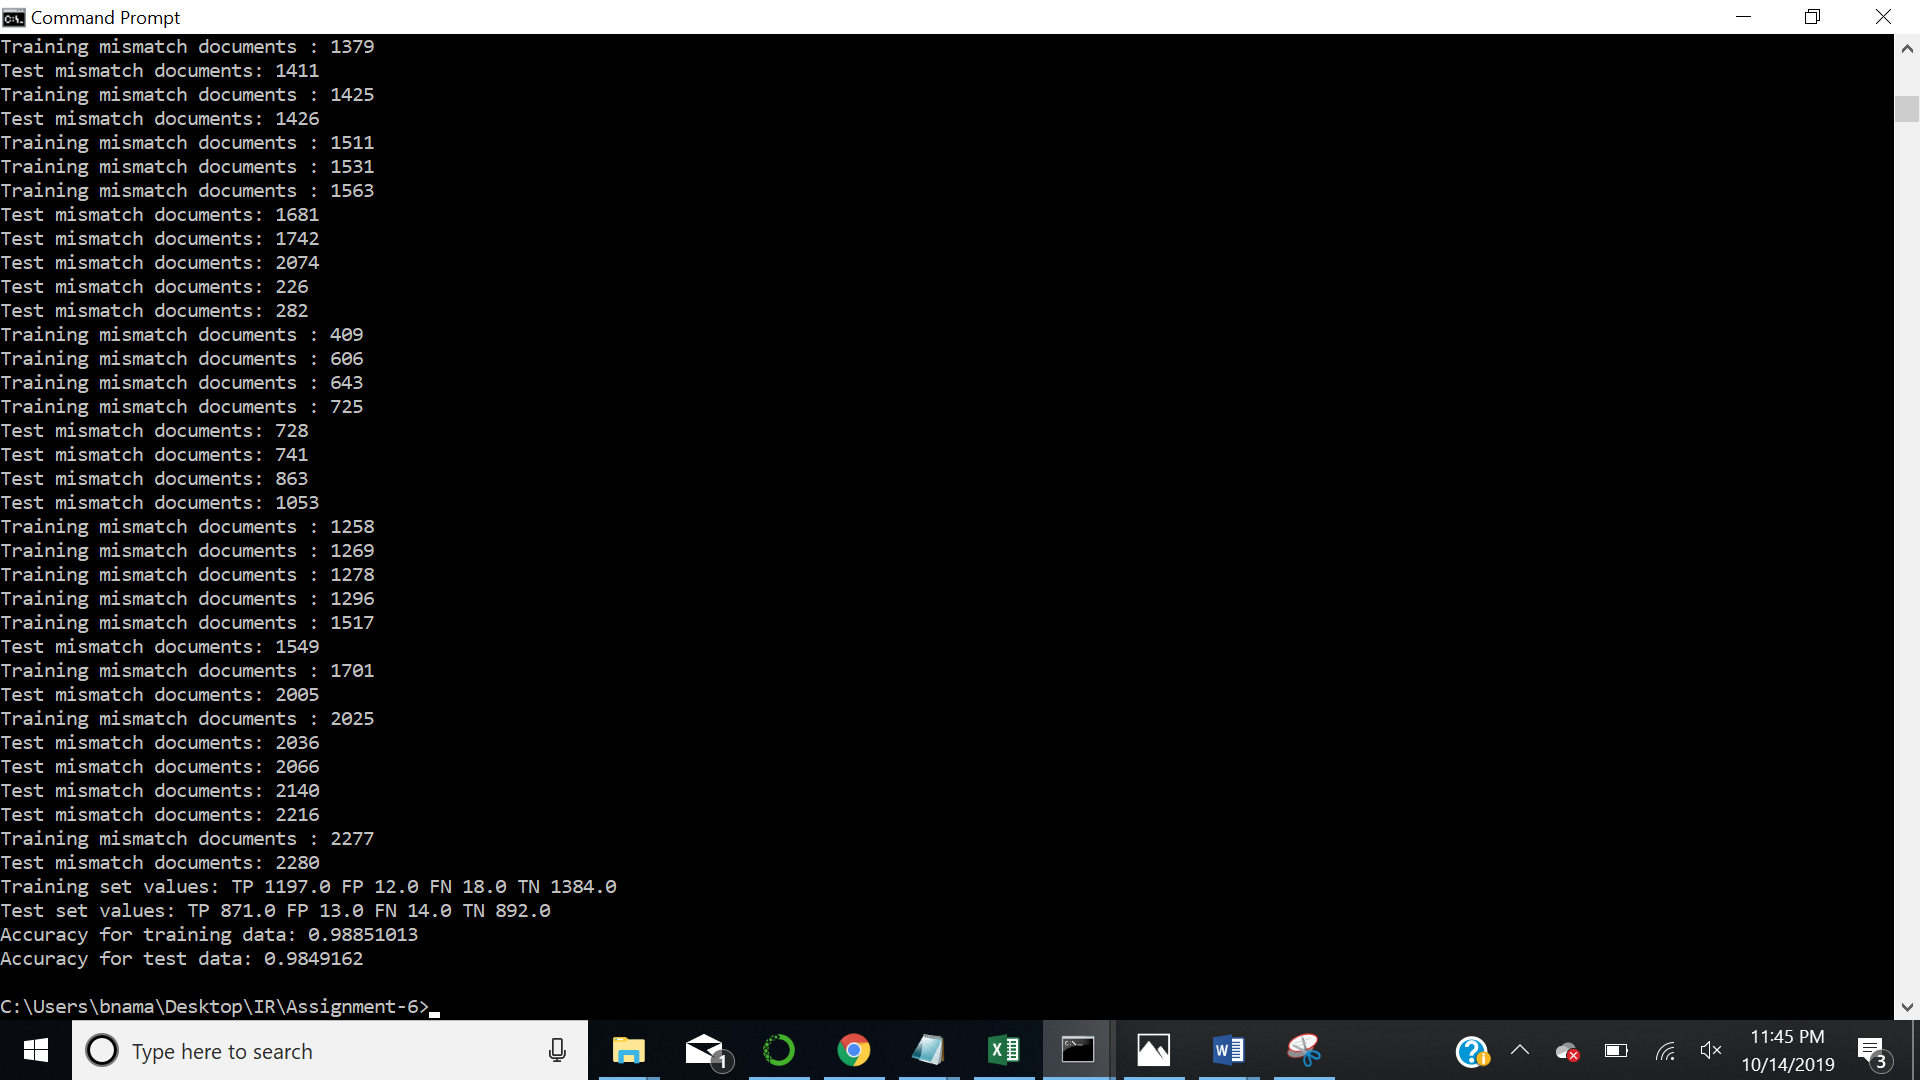 Command Prompt
Training mismatch documents : 1379
Test mismatch documents: 1411
Training mismatch documents : 1425
Test mismatch documents: 1426
Training mismatch documents : 1511
Training mismatch documents : 1531
Training mismatch documents : 1563
Test mismatch documents: 1681
Test mismatch documents: 1742
Test mismatch documents: 2074
Test mismatch documents: 226
Test mismatch documents: 282
Training mismatch documents : 409
Training mismatch documents : 606
Training mismatch documents : 643
Training mismatch documents : 725
Test mismatch documents: 728
Test mismatch documents: 741
Test mismatch documents: 863
Test mismatch documents: 1053
Training mismatch documents : 1258
Training mismatch documents : 1269
Training mismatch documents : 1278
Training mismatch documents : 1296
Training mismatch documents : 1517
Test mismatch documents: 1549
Training mismatch documents : 1701
Test mismatch documents: 2005
Training mismatch documents : 2025
Test mismatch documents: 2036
Test mismatch documents: 2066
Test mismatch documents: 2140
Test mismatch documents: 2216
Training mismatch documents : 2277
Test mismatch documents: 2280
Training set values: TP 1197.0 FP 12.0 FN 18.0 TN 1384.0
Test set values: TP 871.0 FP 13.0 FN 14.0 TN 892.0
Accuracy for training data: 0.98851013
Accuracy for test data: 0.9849162
C:\Users\bnama\Desktop\IR\Assignment-6>
Type here to search
1
11:45 PM
10/14/2019
3